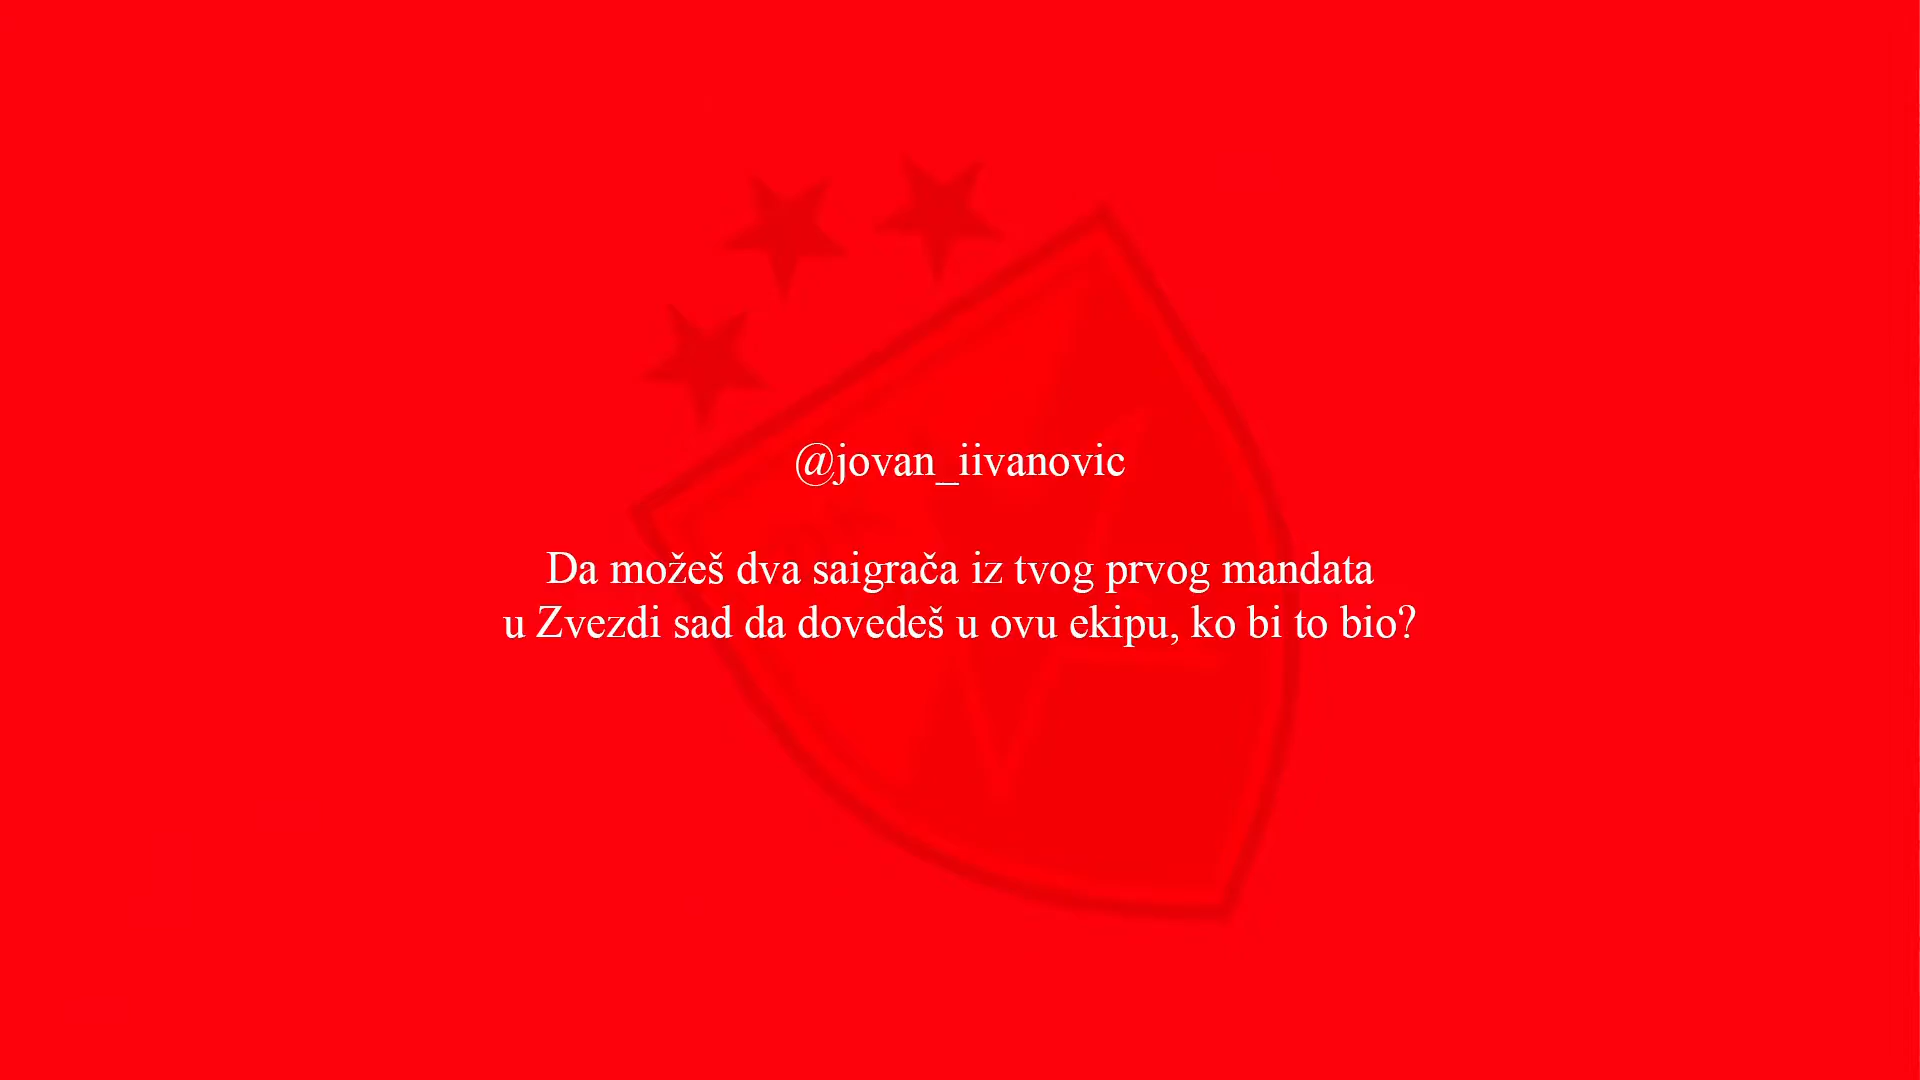 @jovan_iivanovic
Da možeš dva saigrača iz tvog prvog mandata
u Zvezdi sad da dovedeš u ovu ekipu, ko bi to bio?